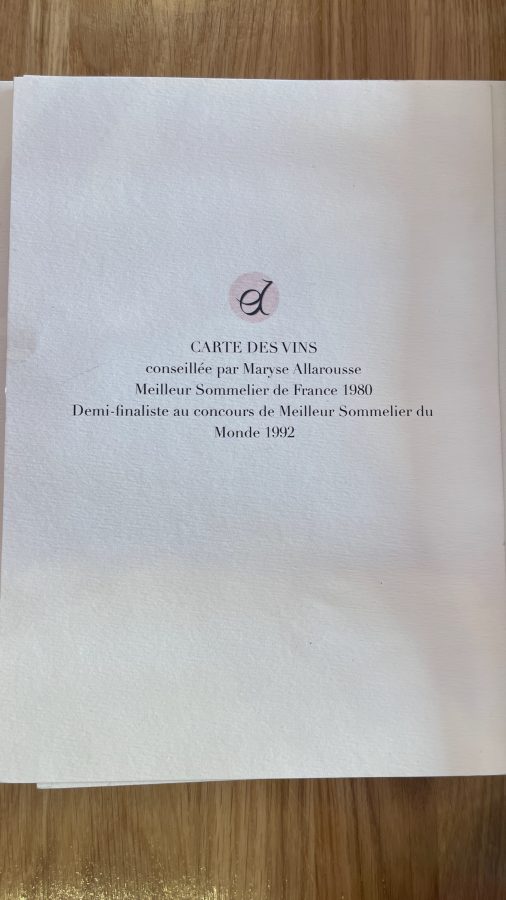 CARTE DES VINS
conseillée par Maryse Allarousse
Meilleur Sommelier de France 1980
Demi-finaliste au concours de Meilleur Sommelier du
Monde 1992